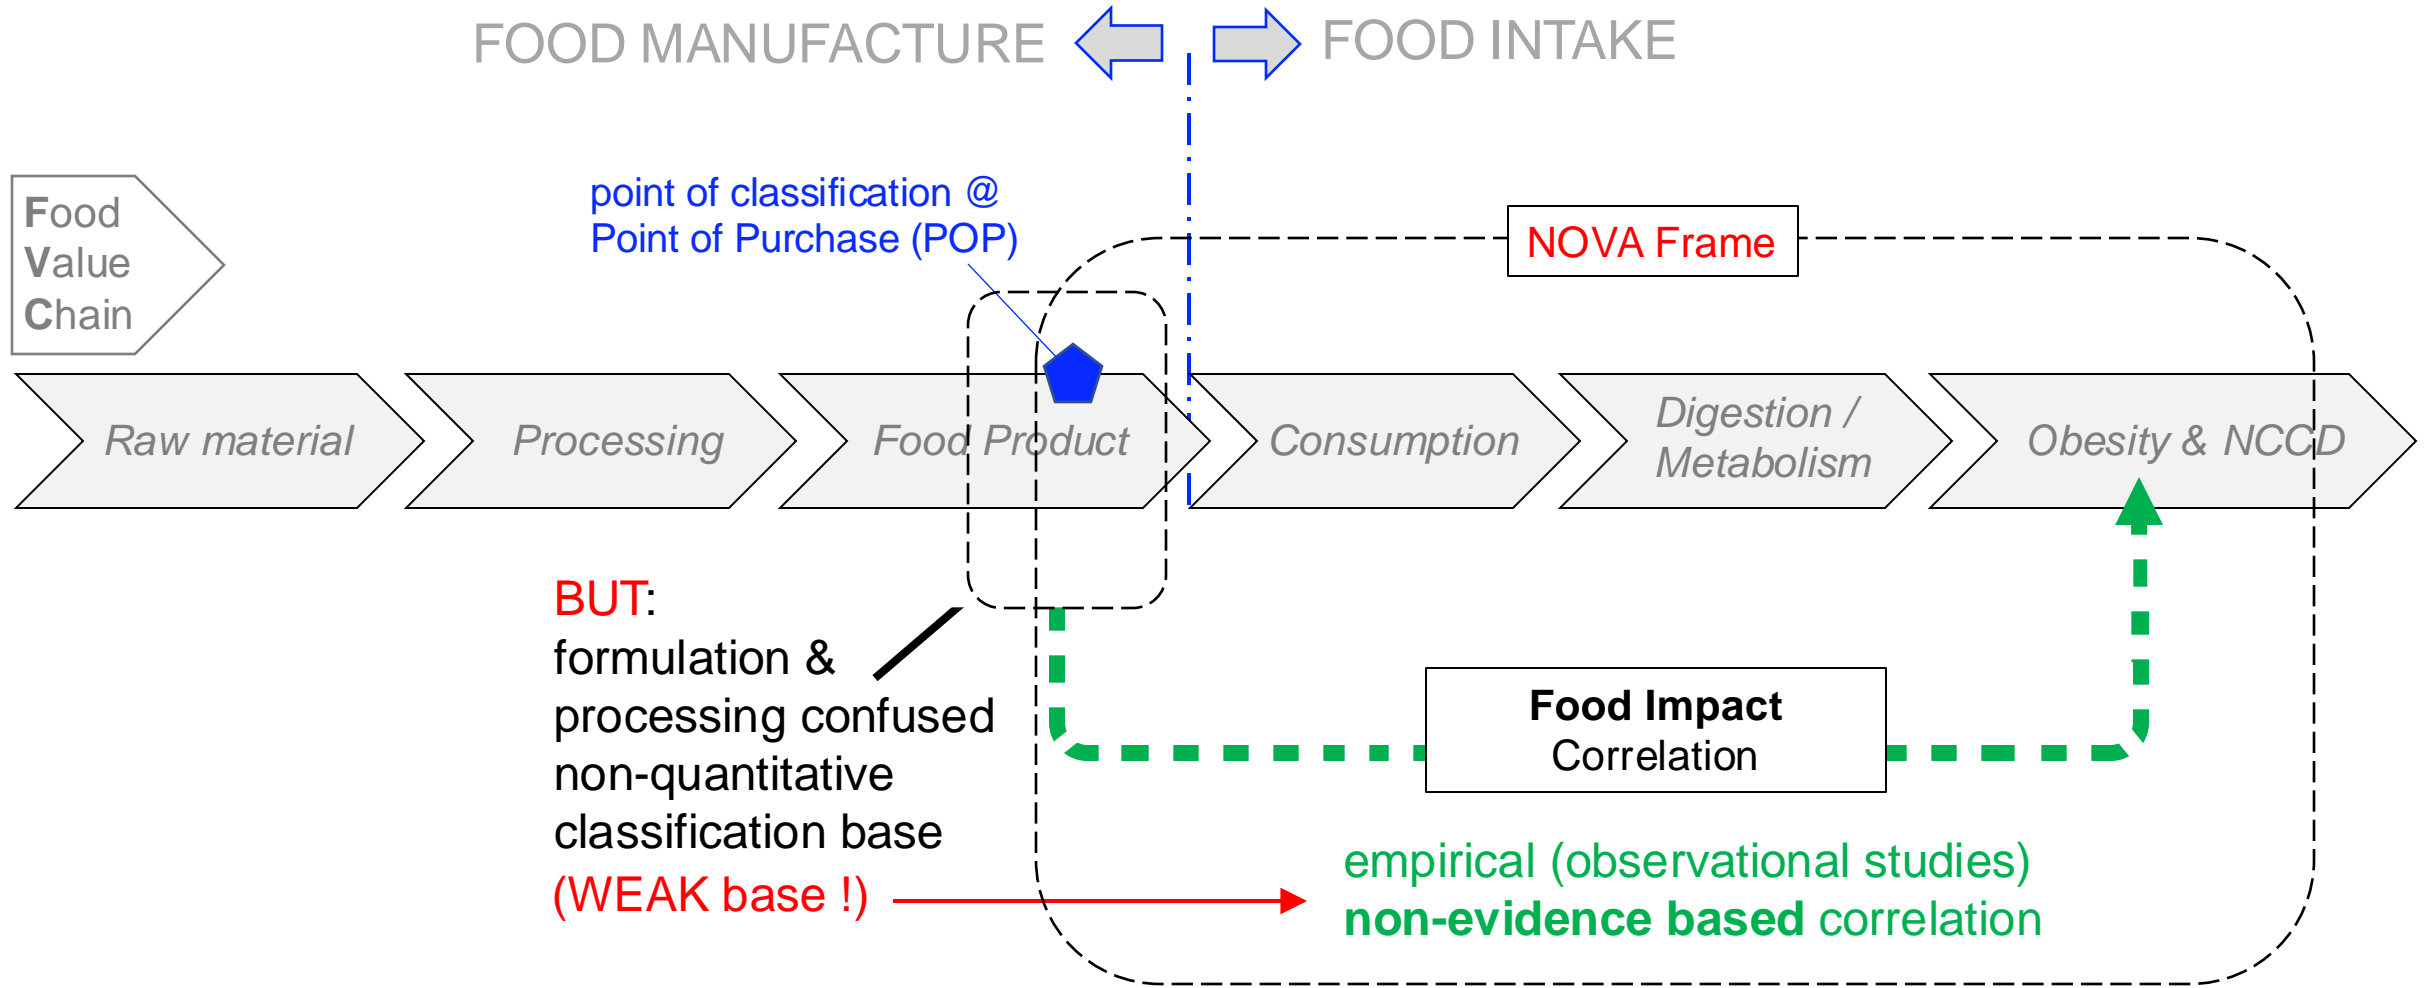 FOOD MANUFACTURE
FOOD INTAKE
Food
Value
Chain
point of classification @
Point of Purchase (POP)
NOVA Frame
Raw material
Processing
Food Product
Consumption
Digestion /
Metabolism
Obesity & NCCD
BUT:
formulation &
processing confused
non-quantitative
classification base
(WEAK base !)
Food Impact
Correlation
empirical (observational studies)
non-evidence based correlation